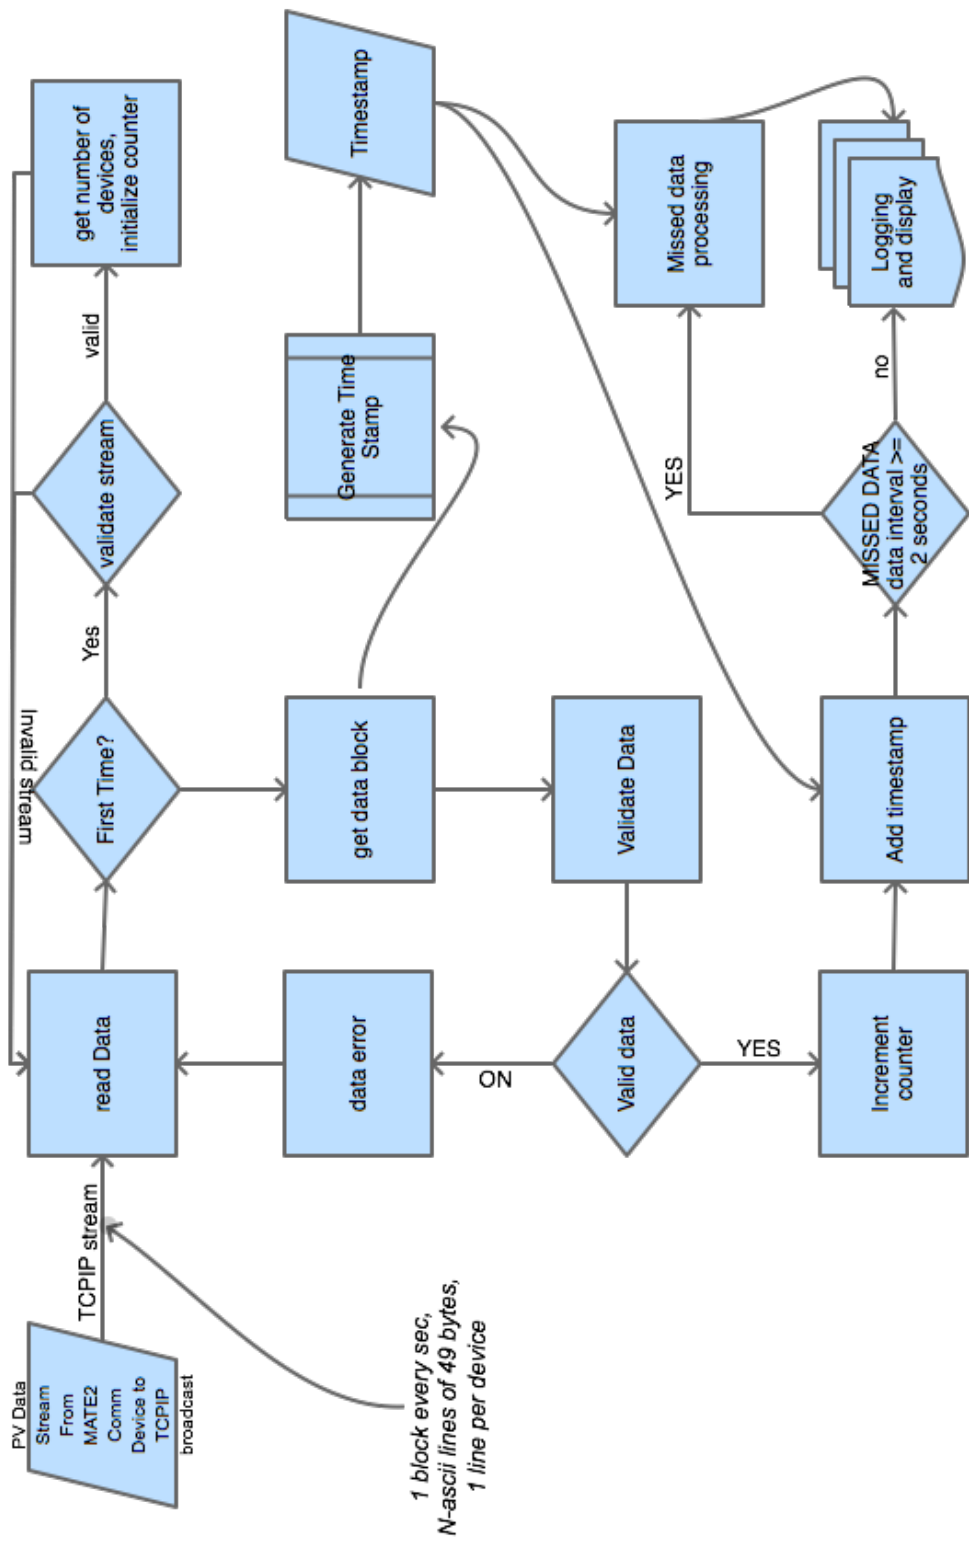 PV Data
Stream
From
MATE2
Comm
Device to
TCPIP
broadcast
TCPIP stream
1 block every sec,
N-ascii lines of 49 bytes,
1 line per device
read Data
Invalid stream
First Time?
Yes
validate stream
valid
get number of
devices,
initialize counter
data error
get data block
Generate Time
Stamp
Timestamp
ON
Valid data
Validate Data
YES
Increment
counter
Add timestamp
MISSED DATA
data interval >=
2 seconds
YES
Missed data
processing
no
Logging
and display